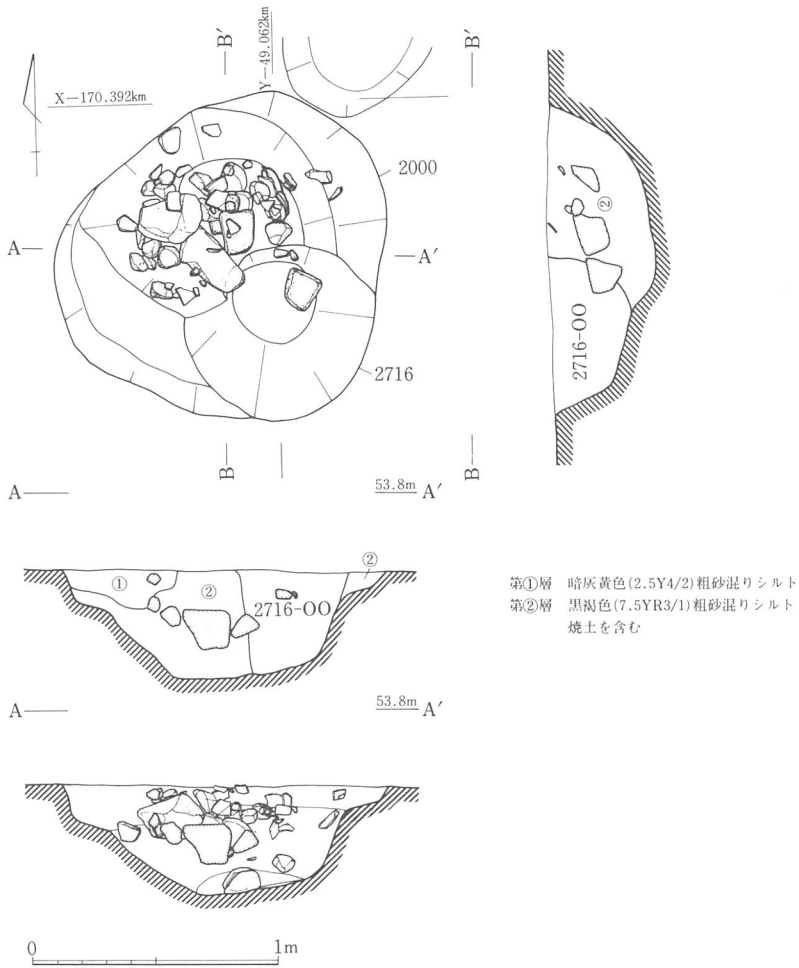 B′
Y－49.062km
B′
X－170.392km
2000
②
A
A′
2716-OO
2716
B
B
A
53.8m A′
①
②
②
2716-OO
第①層 暗灰黄色(2.5Y4/2)粗砂混りシルト
第②層 黒褐色(7.5YR3/1)粗砂混りシルト
焼土を含む
A
53.8m A′
0
1m